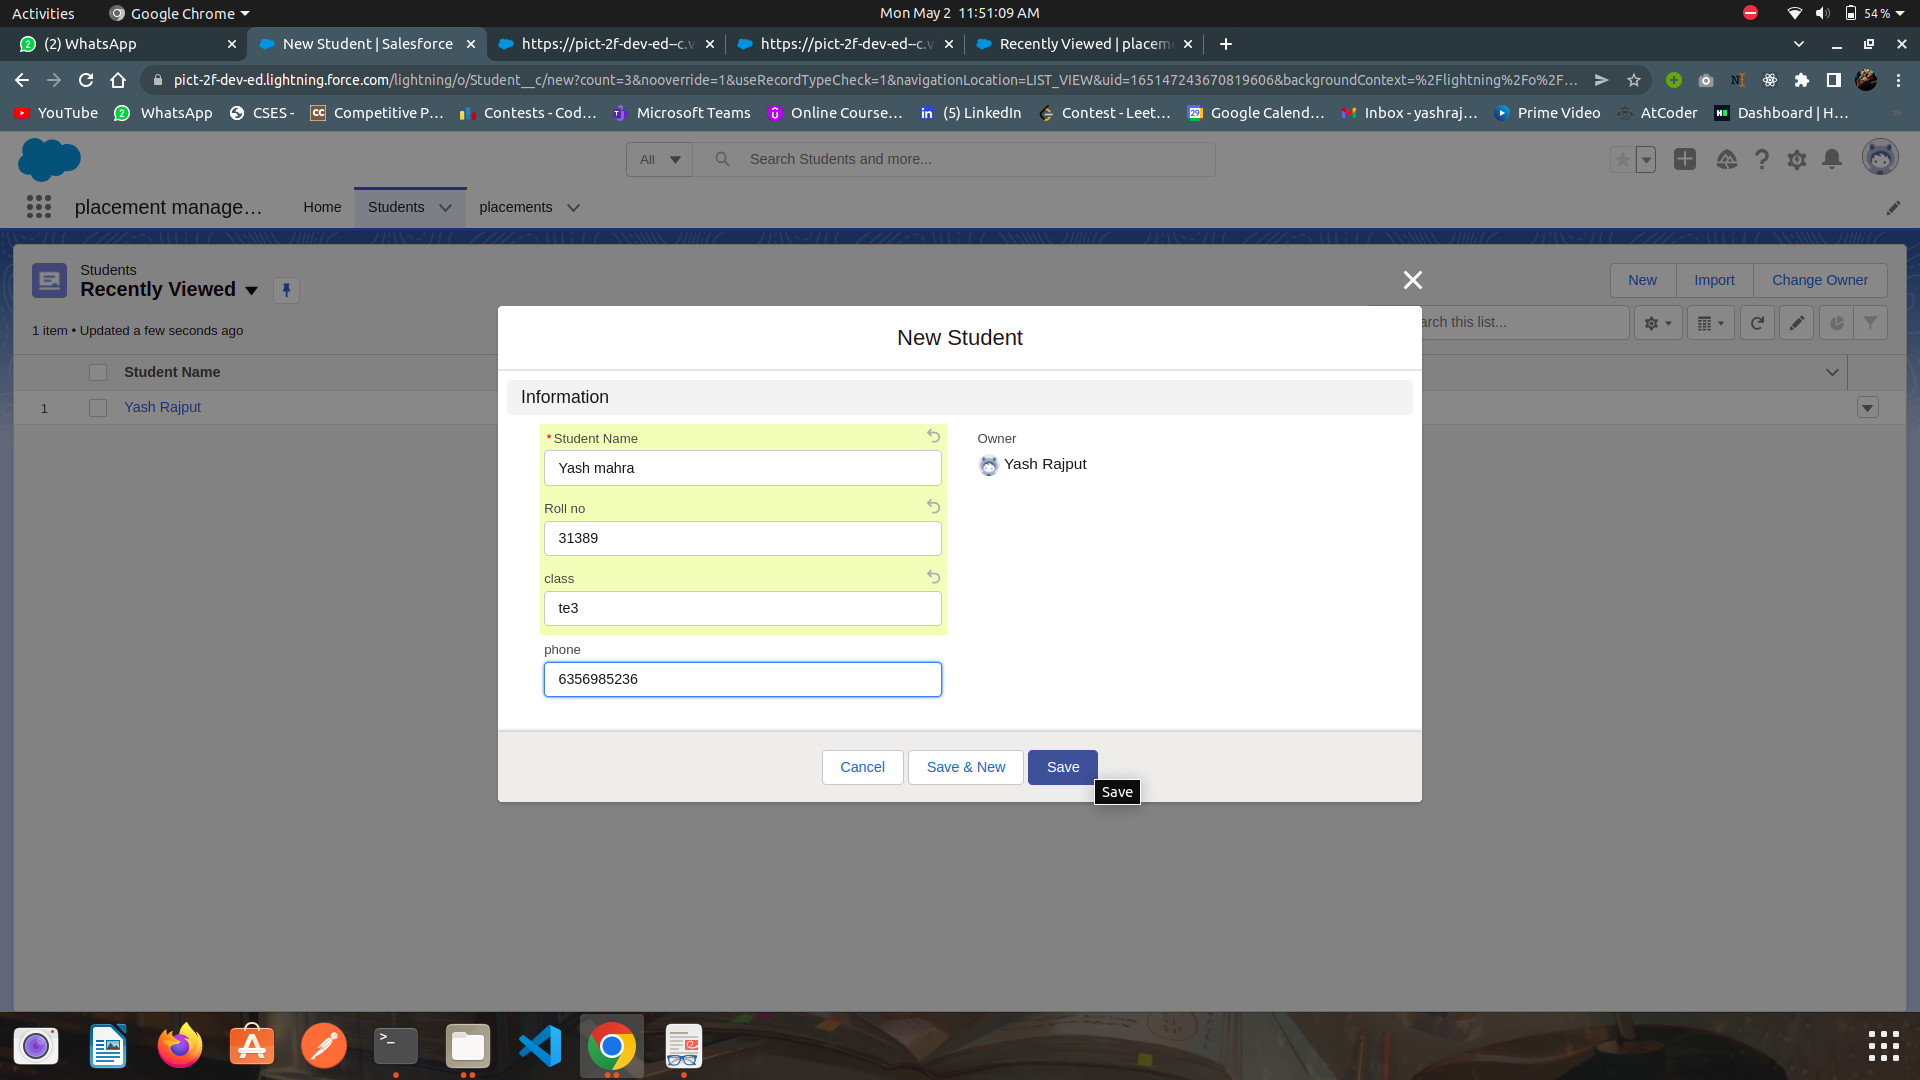 Activities Google Chrome Mon May 2 11:51:09 AM 54 %
(2) WhatsApp New Student | Salesforce https://pict-2f-dev-ed--c.v https://pict-2f-dev-ed--c.v Recently Viewed | placem
pict-2f-dev-ed.lightning.force.com/lightning/o/Student__c/new?count=3&nooverride=1&useRecordTypeCheck=1&navigationLocation=LIST_VIEW&uid=165147243670819606&backgroundContext=%2Flightning%2Fo%2F...
YouTube WhatsApp CSES - Competitive P... Contests - Cod... Microsoft Teams Online Course... (5) LinkedIn Contest - Leet... Google Calend... Inbox - yashraj... Prime Video AtCoder Dashboard | H...
All Search Students and more...
placement manage... Home Students placements
Students
Recently Viewed
New Import Change Owner
1 item • Updated a few seconds ago
arch this list...
Student Name
1 Yash Rajput
New Student
Information
*Student Name
Yash mahra
Owner
Yash Rajput
Roll no
31389
class
te3
phone
6356985236
Cancel Save & New Save
Save